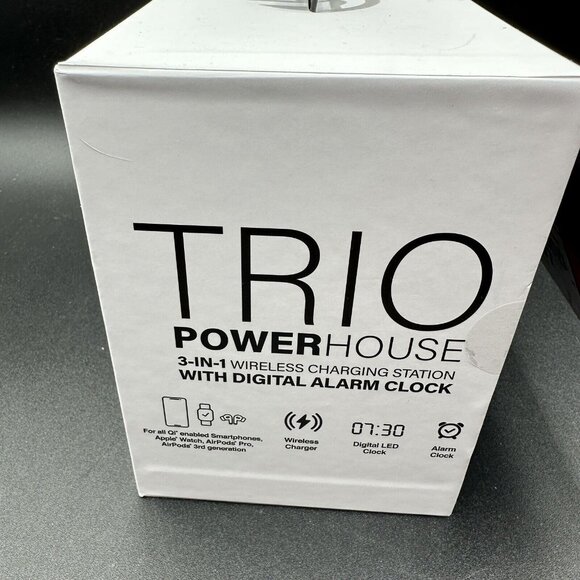 TRIO
POWERHOUSE
3-IN-1 WIRELESS CHARGING STATION
WITH DIGITAL ALARM CLOCK
For all Qi® enabled Smartphones,
Apple® Watch, AirPods® Pro,
AirPods® 3rd generation
Wireless
Charger
07:30
Digital LED
Clock
Alarm
Clock